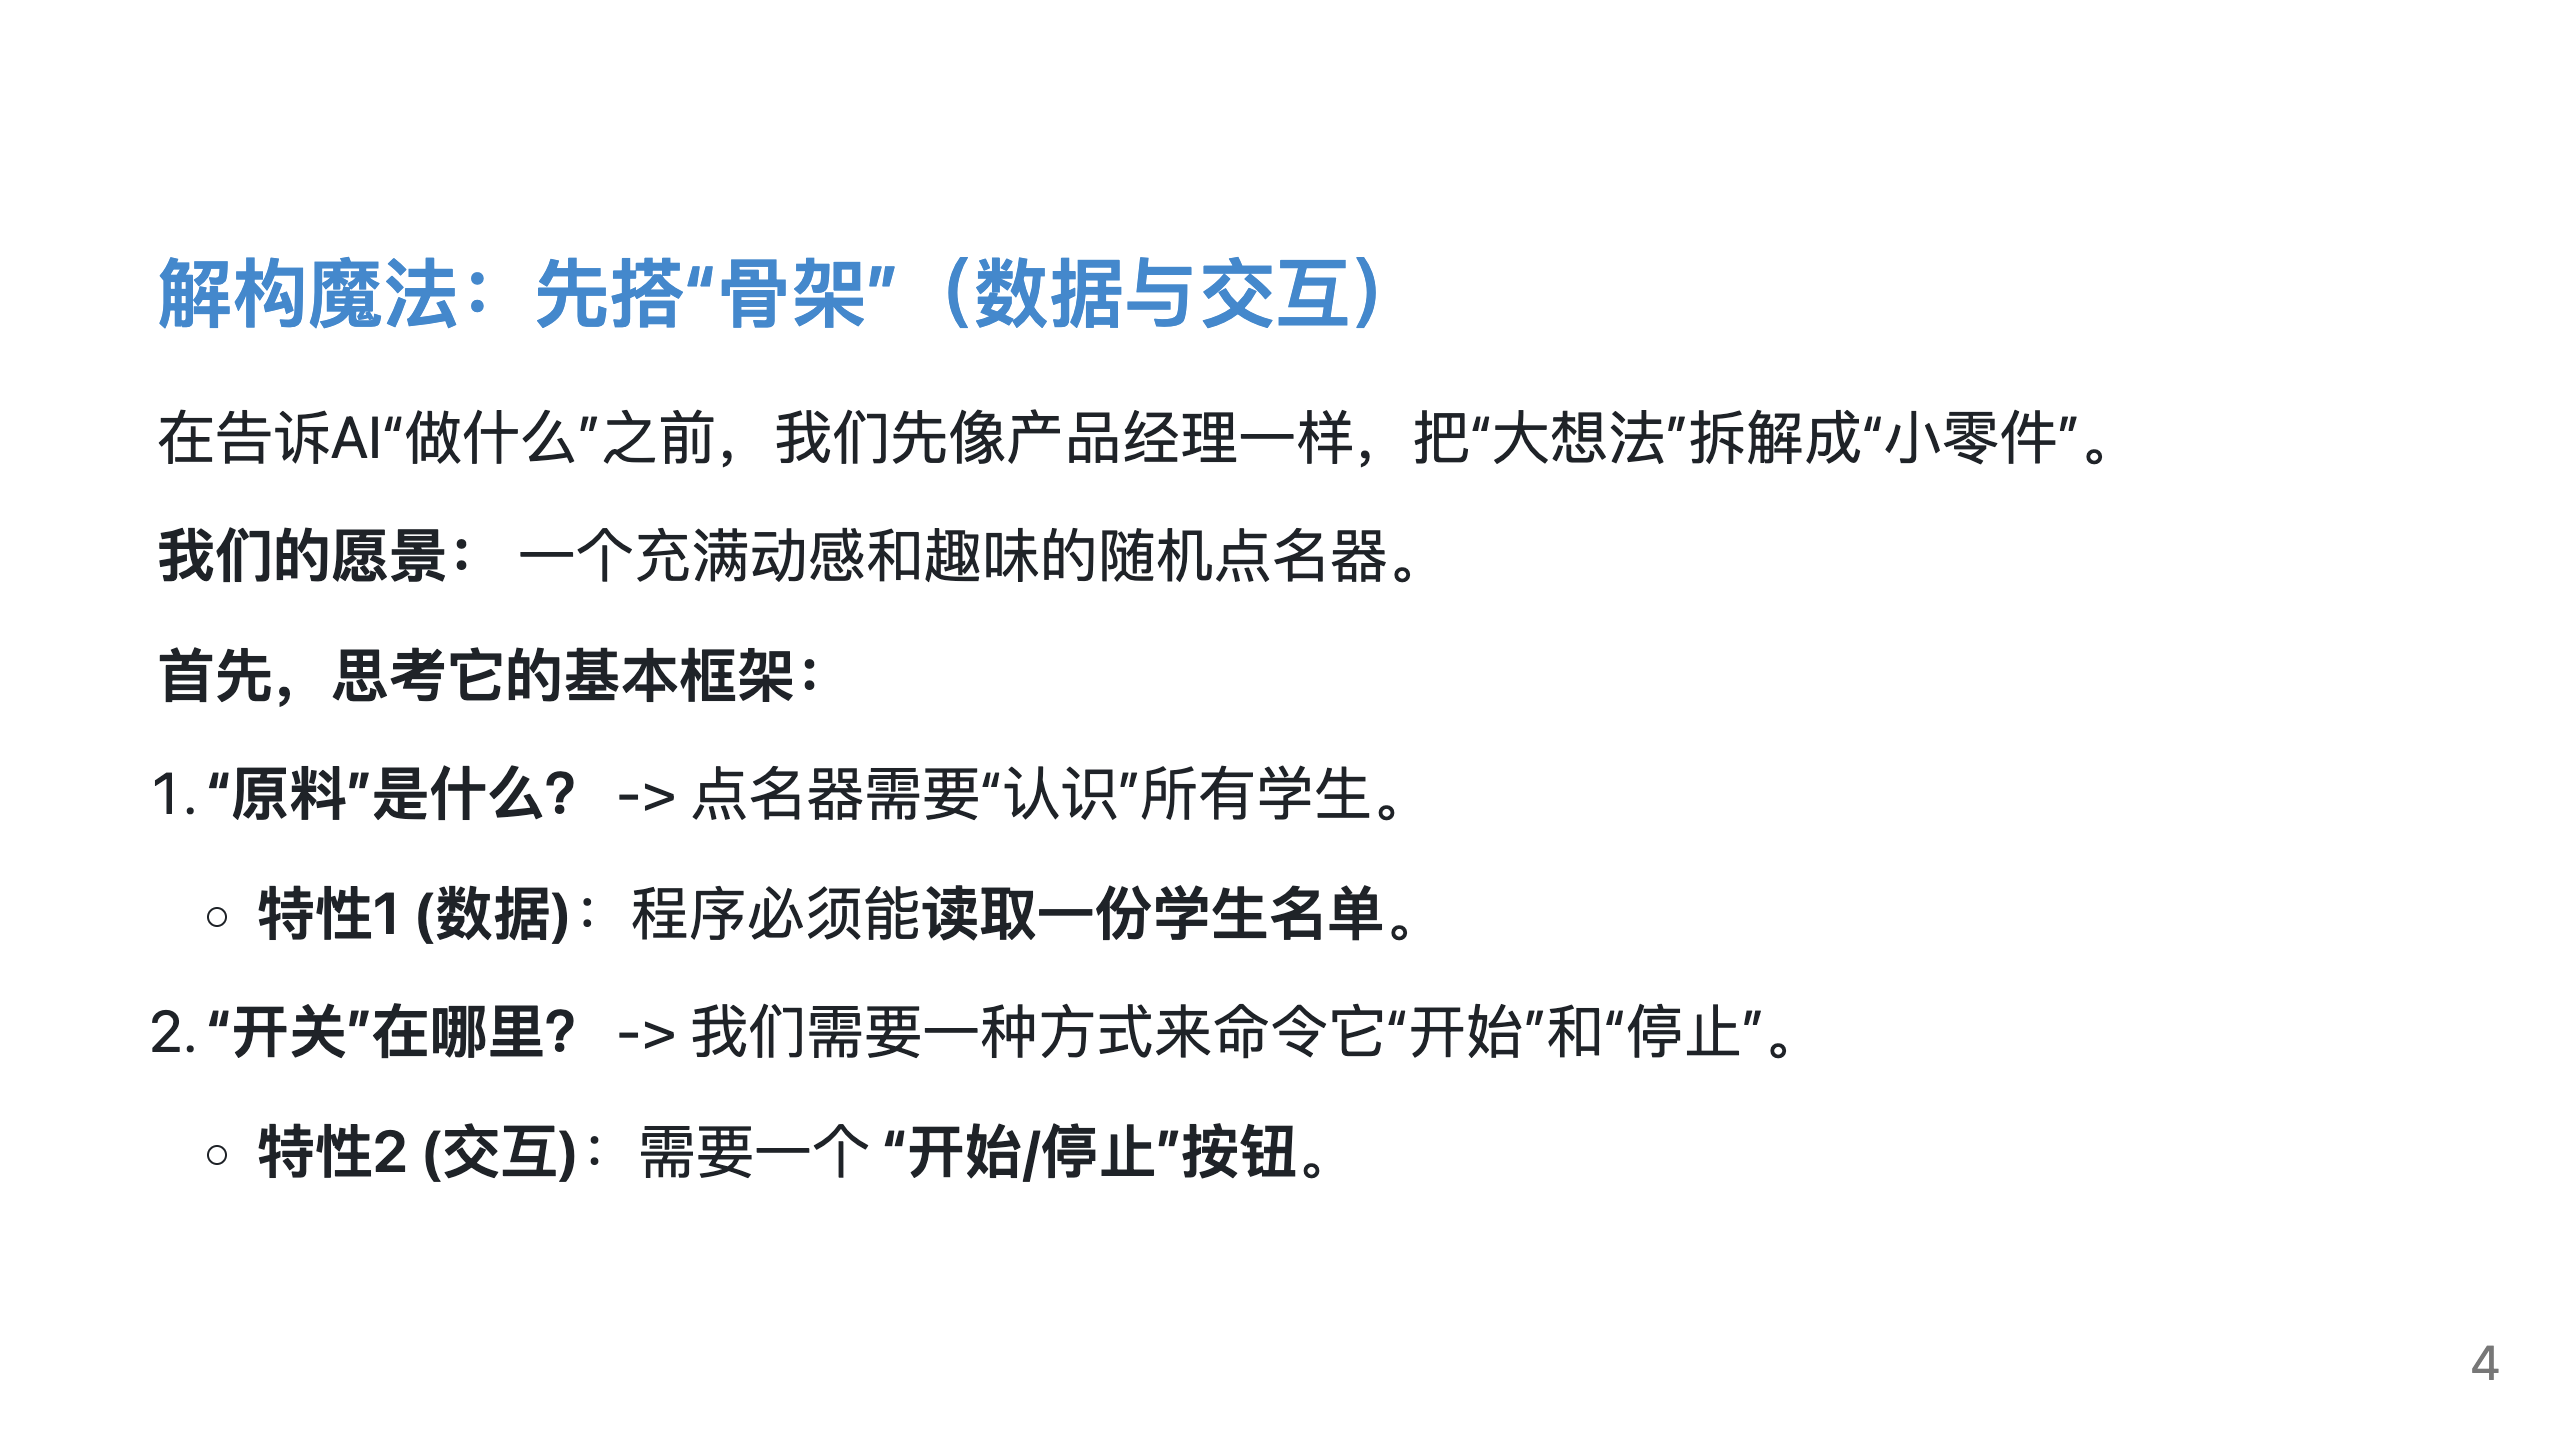 解构魔法：先搭“骨架”（数据与交互）
在告诉AI“做什么”之前，我们先像产品经理一样，把“大想法”拆解成“小零件”。
我们的愿景： 一个充满动感和趣味的随机点名器。
首先，思考它的基本框架：
1. “原料”是什么？ -> 点名器需要“认识”所有学生。
○ 特性1 (数据)：程序必须能读取一份学生名单。
2. “开关”在哪里？ -> 我们需要一种方式来命令它“开始”和“停止”。
○ 特性2 (交互)：需要一个 “开始/停止”按钮。
4